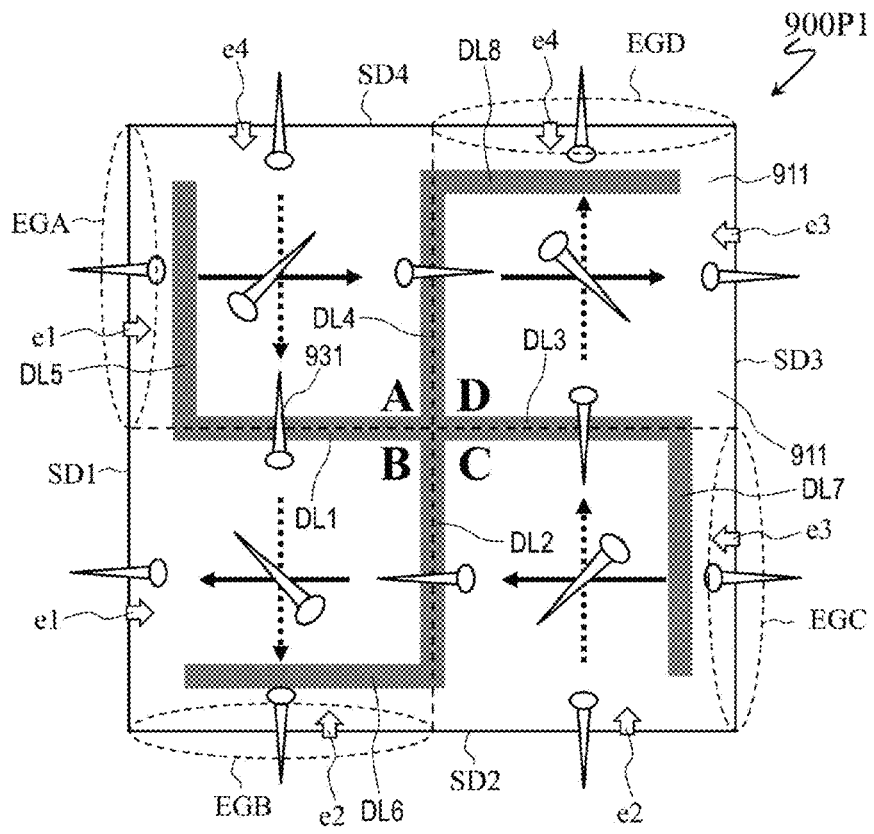 900P1
e4
SD4
DL8
e4
EGD
911
EGA
e3
DL4
DL3
e1
DL5
931
SD3
A D
B C
SD1
911
DL1
DL7
DL2
e3
e1
EGC
EGB
e2
DL6
SD2
e2